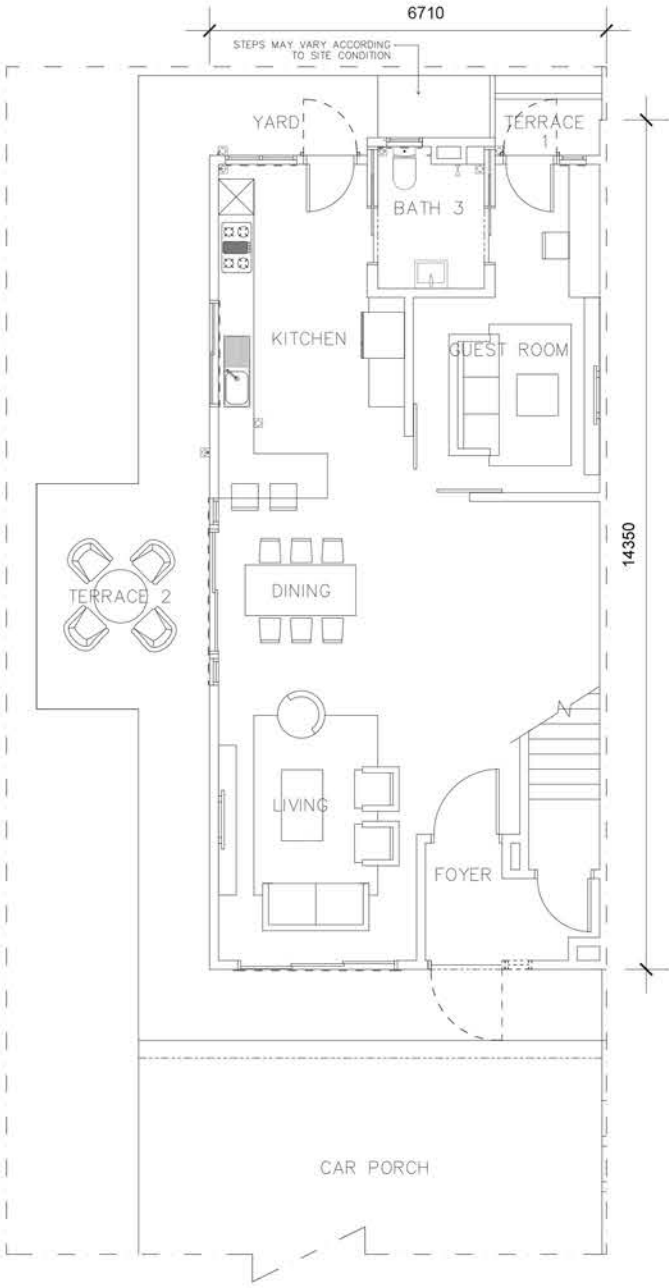 6710
STEPS MAY VARY ACCORDING
TO SITE CONDITION
YARD
TERRACE
1
BATH 3
KITCHEN
GUEST ROOM
14350
DINING
TERRACE 2
LIVING
FOYER
N
CAR PORCH